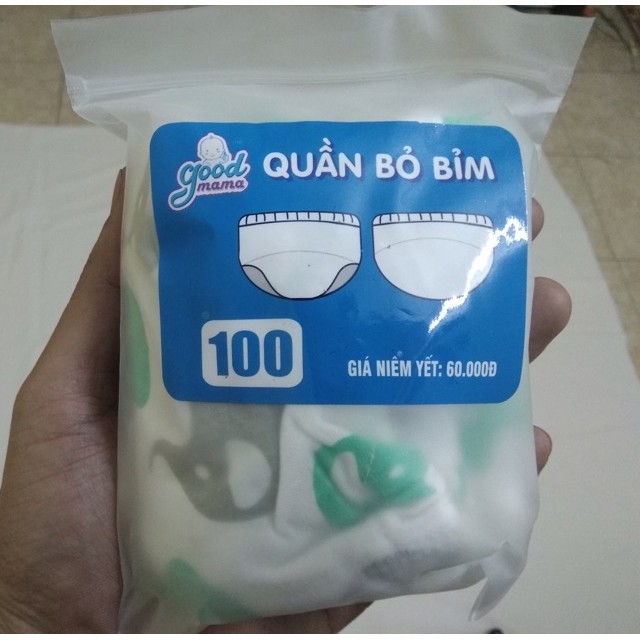 good
mama
QUẦN BỎ BỈM
100
GIÁ NIÊM YẾT: 60.000Đ